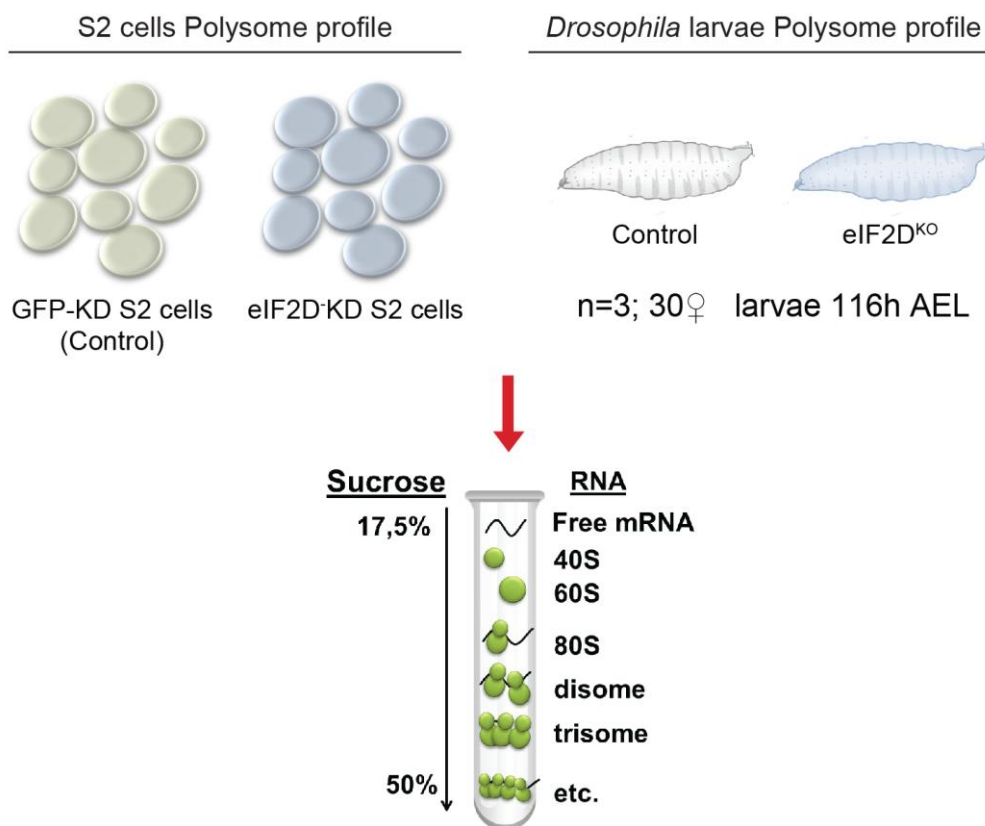 S2 cells Polysome profile
Drosophila larvae Polysome profile
GFP-KD S2 cells
(Control)
eIF2D-KD S2 cells
Control
eIF2Dᴷᴼ
n=3; 30♀ larvae 116h AEL
Sucrose
RNA
17,5%
Free mRNA
40S
60S
80S
disome
trisome
50%
etc.